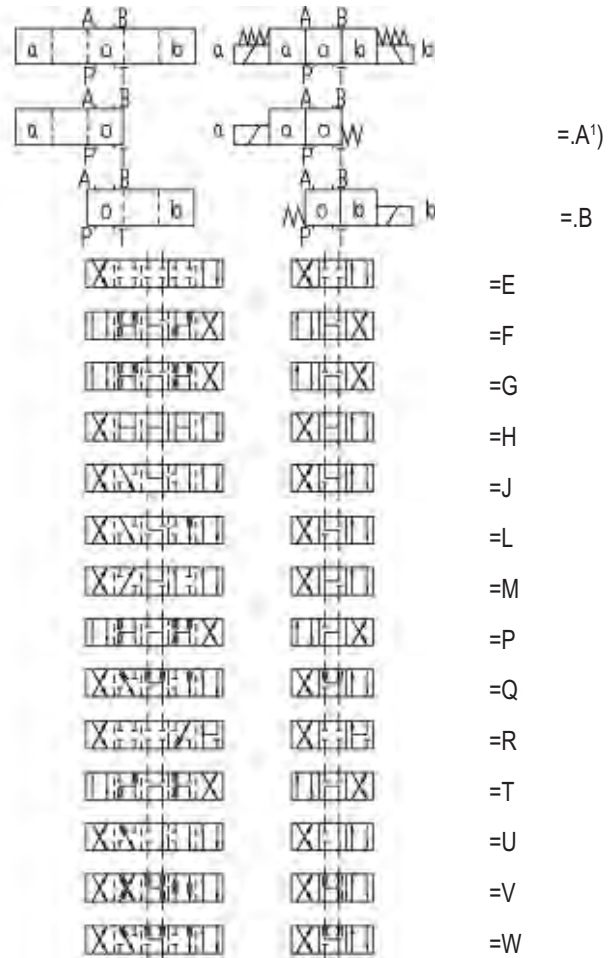 A B A B
a o b a a o b b
P T P T
A B A B
a o a a o =.A¹)
P T P T
A B A B
o b o b b =.B
P T P T
=E
=F
=G
=H
=J
=L
=M
=P
=Q
=R
=T
=U
=V
=W